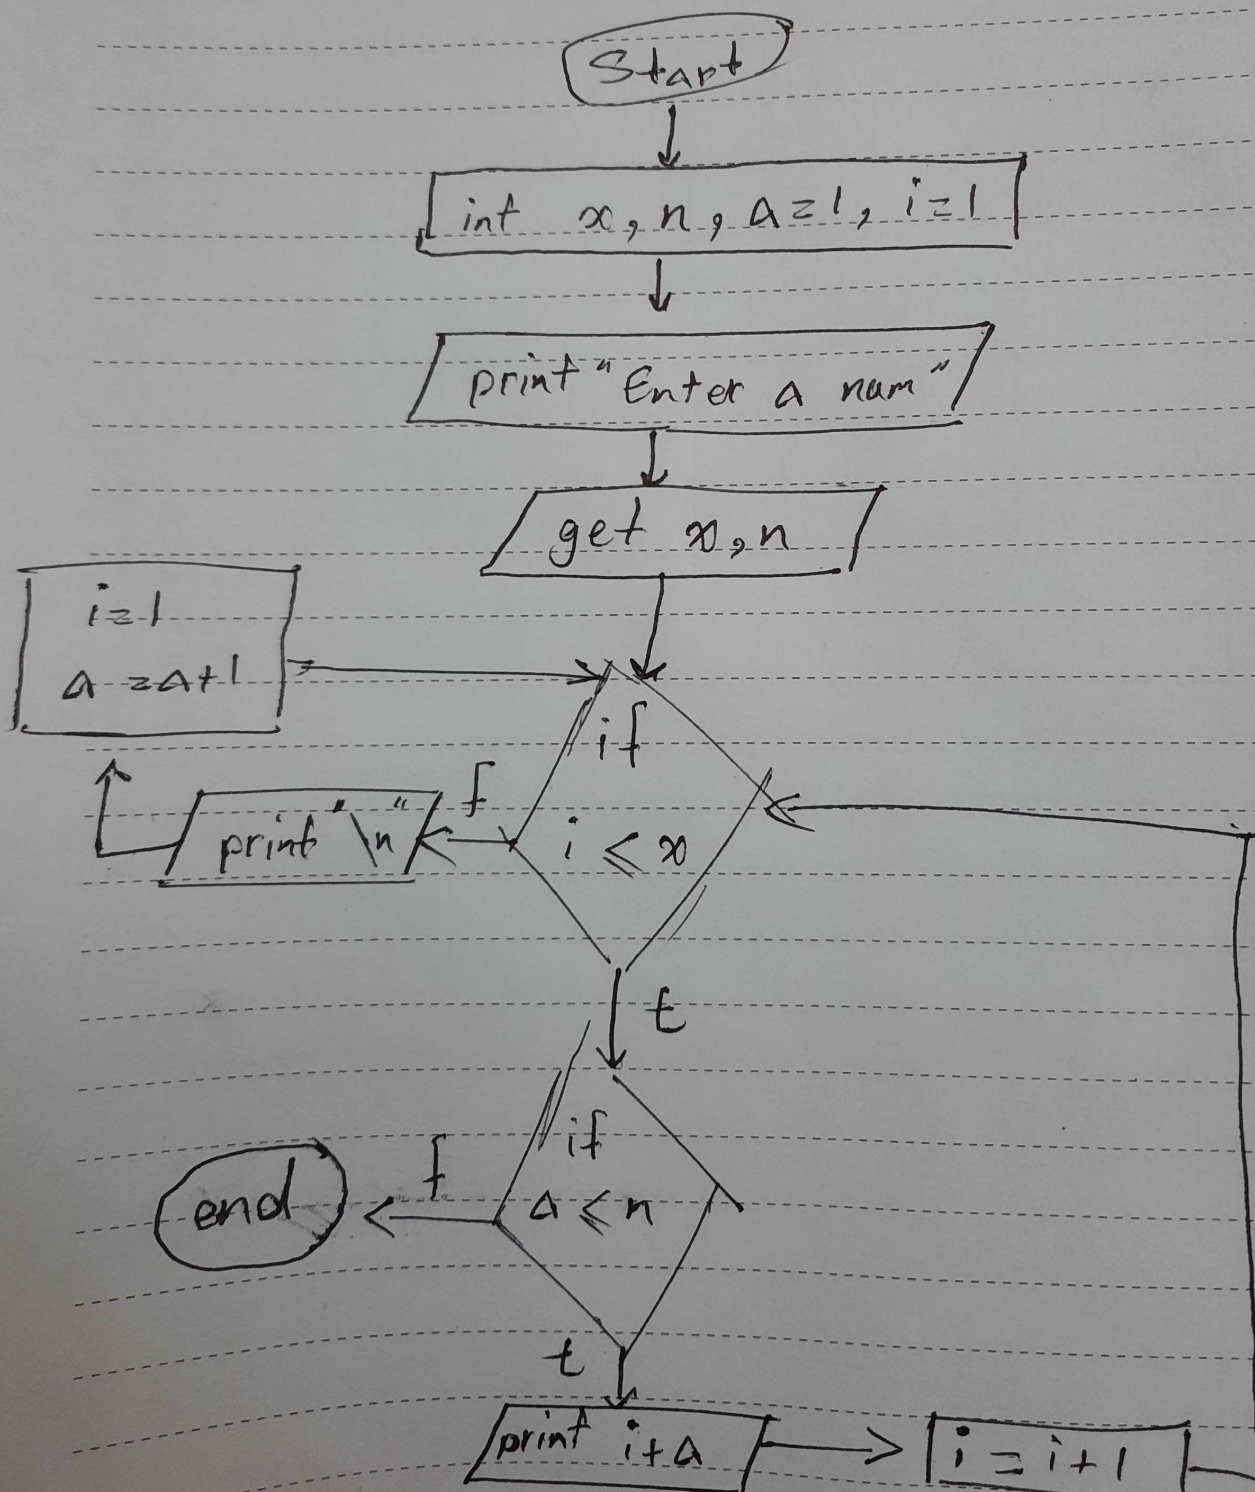 Start
int x, n, a=1, i=1
print "Enter a num"
get x, n
i=1
a=a+1
if
i ≤ x
f
print "\n"
t
if
a ≤ n
f
end
t
print i+a
i = i+1